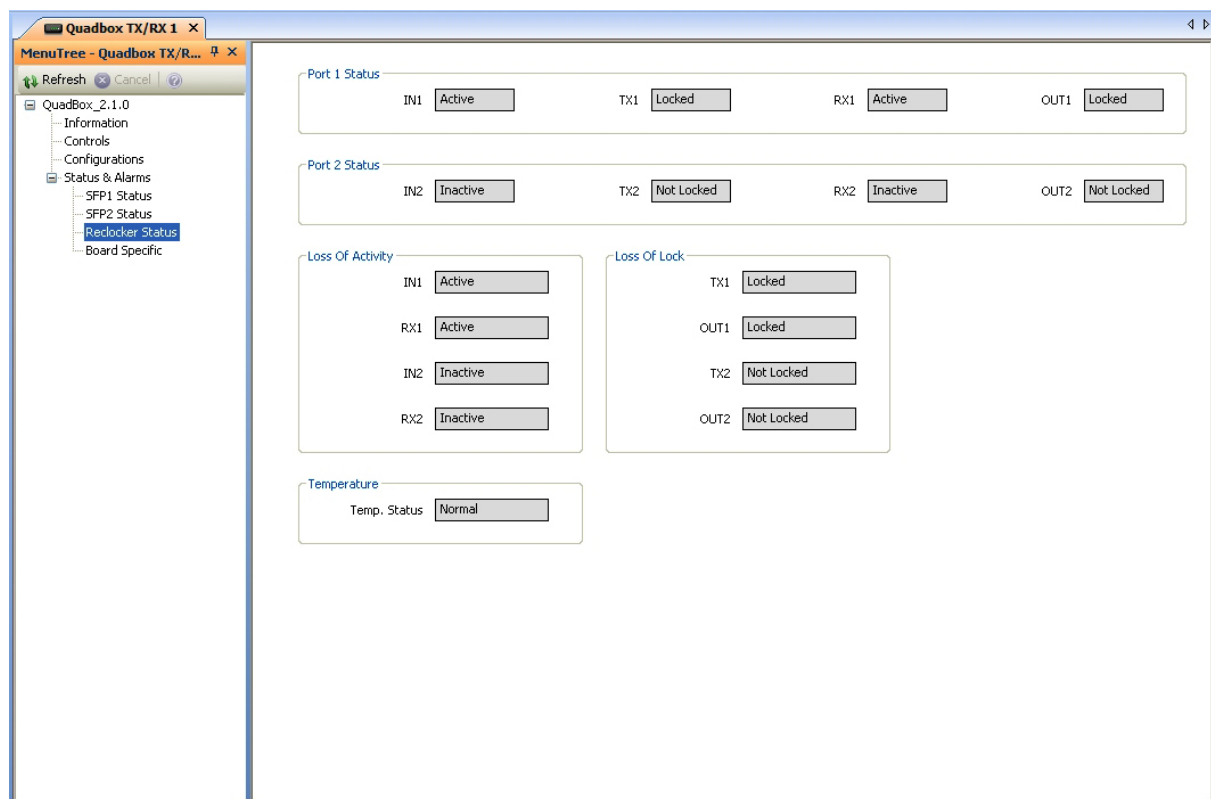 Quadbox TX/RX 1
MenuTree - Quadbox TX/R...
Refresh Cancel
QuadBox_2.1.0
Information
Controls
Configurations
Status & Alarms
SFP1 Status
SFP2 Status
Reclocker Status
Board Specific
Port 1 Status
IN1 Active TX1 Locked RX1 Active OUT1 Locked
Port 2 Status
IN2 Inactive TX2 Not Locked RX2 Inactive OUT2 Not Locked
Loss Of Activity
IN1 Active
RX1 Active
IN2 Inactive
RX2 Inactive
Loss Of Lock
TX1 Locked
OUT1 Locked
TX2 Not Locked
OUT2 Not Locked
Temperature
Temp. Status Normal